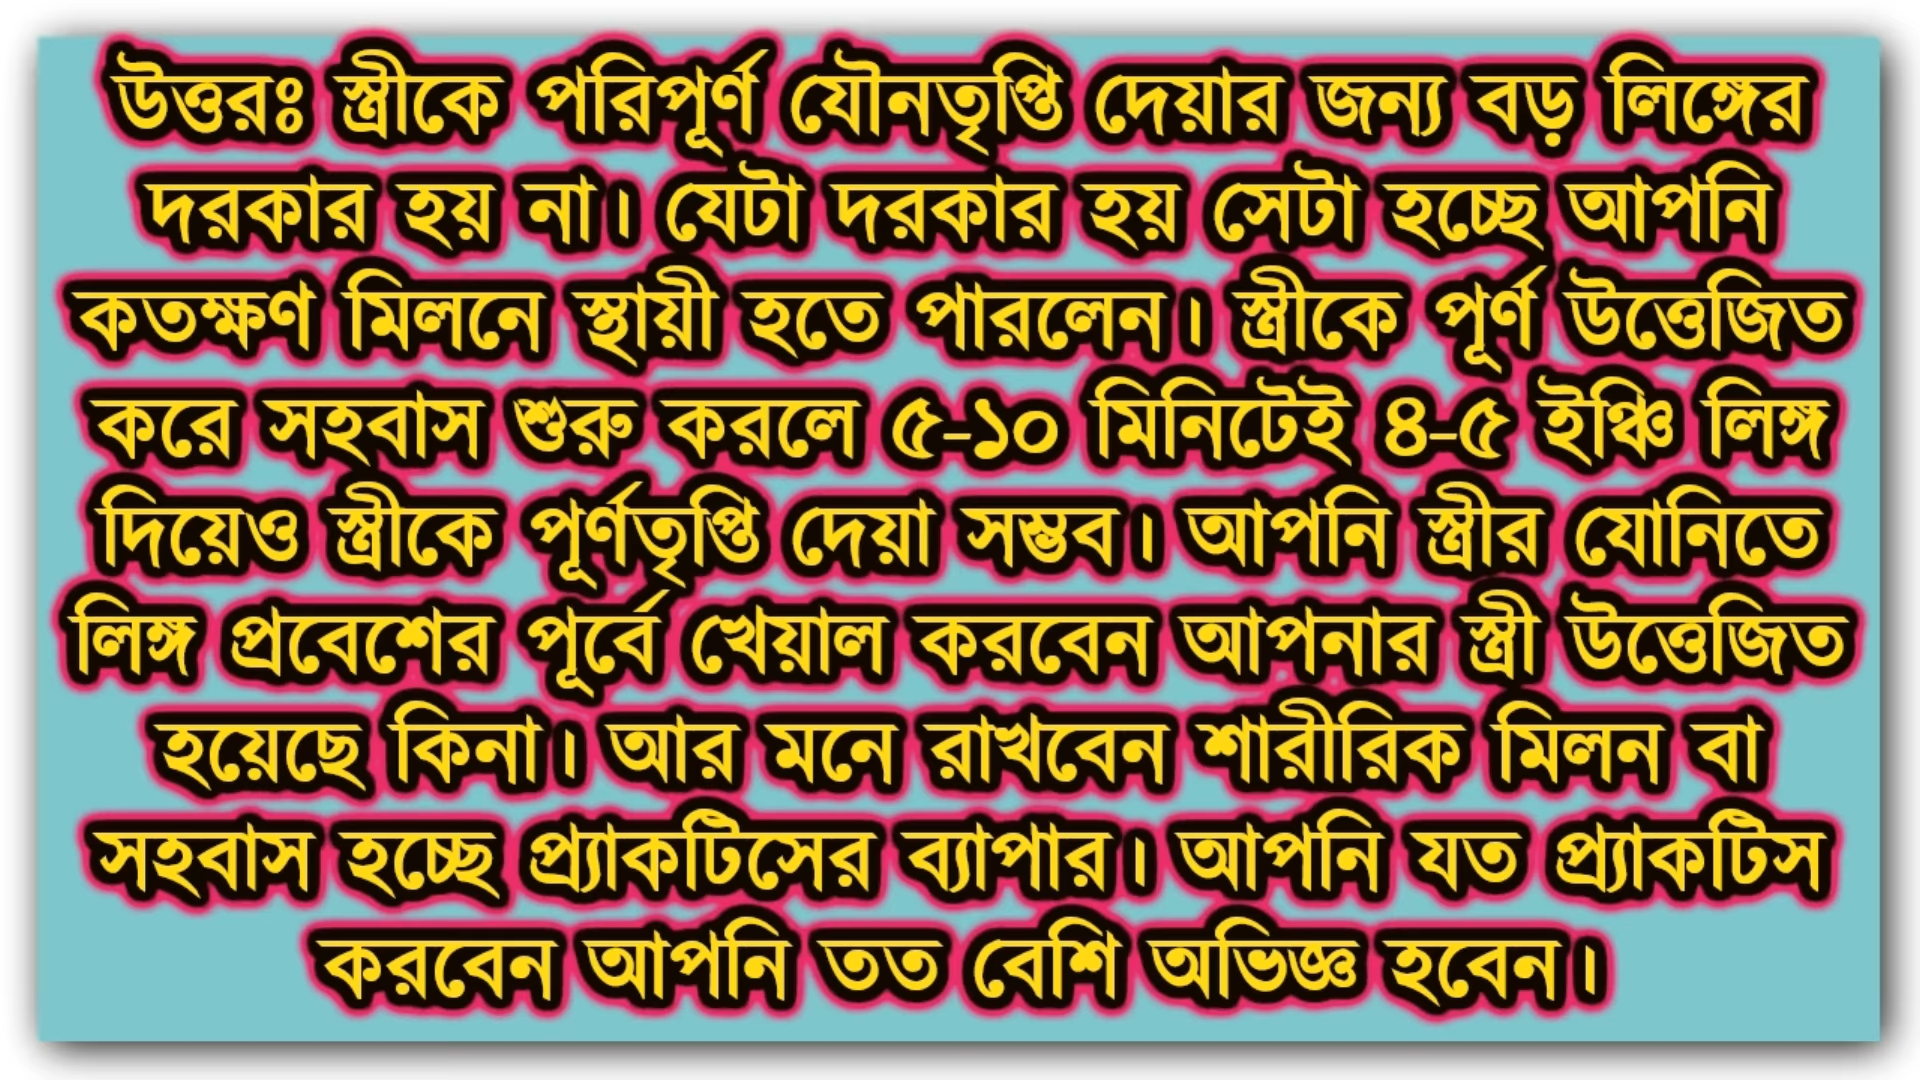 উত্তরঃ স্ত্রীকে পরিপূর্ণ যৌনতৃপ্তি দেয়ার জন্য বড় লিঙ্গের
দরকার হয় না। যেটা দরকার হয় সেটা হচ্ছে আপনি
কতক্ষণ মিলনে স্থায়ী হতে পারলেন। স্ত্রীকে পূর্ণ উত্তেজিত
করে সহবাস শুরু করলে ৫-১০ মিনিটেই ৪-৫ ইঞ্চি লিঙ্গ
দিয়েও স্ত্রীকে পূর্ণতৃপ্তি দেয়া সম্ভব। আপনি স্ত্রীর যোনিতে
লিঙ্গ প্রবেশের পূর্বে খেয়াল করবেন আপনার স্ত্রী উত্তেজিত
হয়েছে কিনা। আর মনে রাখবেন শারীরিক মিলন বা
সহবাস হচ্ছে প্র্যাকটিসের ব্যাপার। আপনি যত প্র্যাকটিস
করবেন আপনি তত বেশি অভিজ্ঞ হবেন।